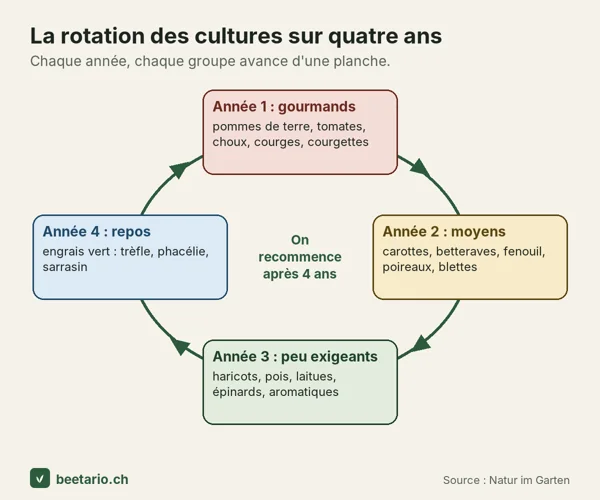 La rotation des cultures sur quatre ans
Chaque année, chaque groupe avance d'une planche.
Année 1 : gourmands
pommes de terre, tomates,
choux, courges, courgettes
Année 4 : repos
engrais vert : trèfle, phacélie,
sarrasin
On
recommence
après 4 ans
Année 2 : moyens
carottes, betteraves, fenouil,
poireaux, blettes
Année 3 : peu exigeants
haricots, pois, laitues,
épinards, aromatiques
beetario.ch
Source : Natur im Garten